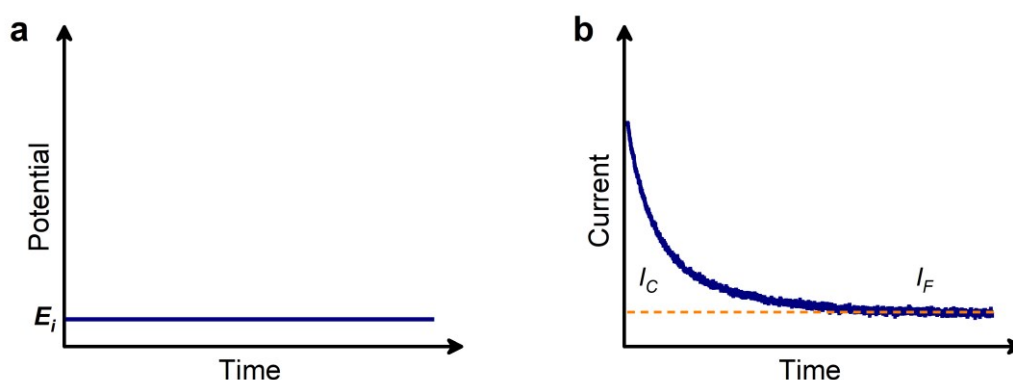 a
Potential
E_i
Time
b
Current
I_C
I_F
Time